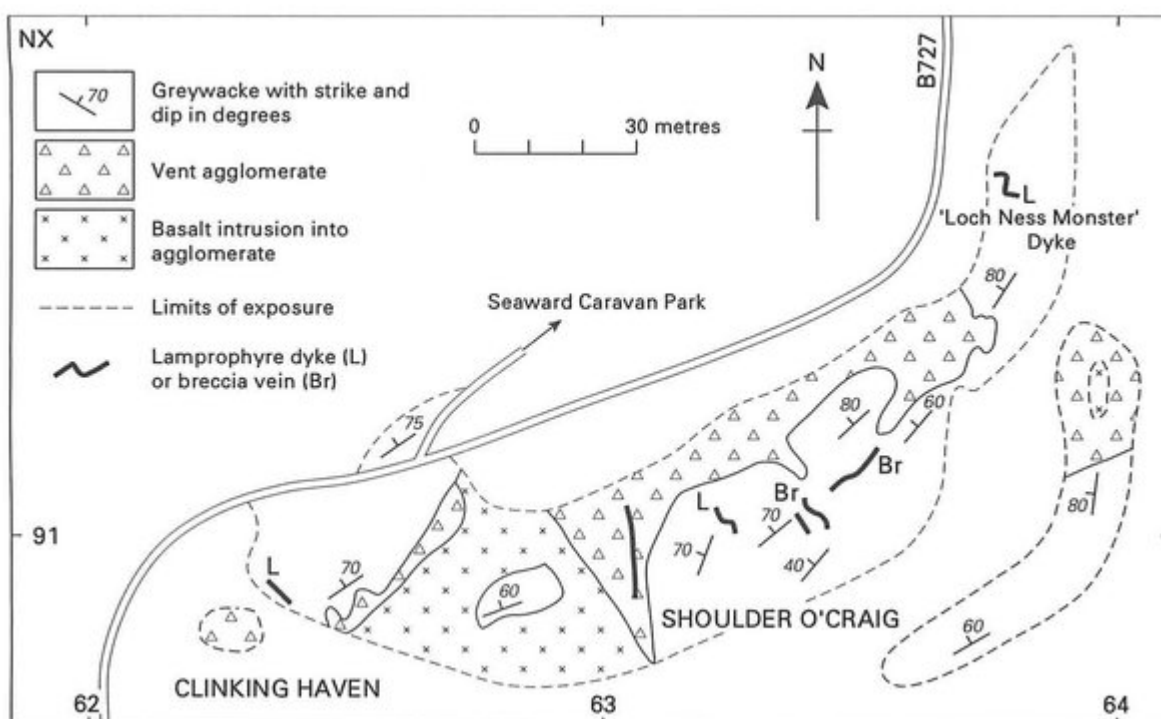 NX
70
Greywacke with strike and
dip in degrees
Vent agglomerate
Basalt intrusion into
agglomerate
Limits of exposure
Lamprophyre dyke (L)
or breccia vein (Br)
0 30 metres
N
B727
L
'Loch Ness Monster'
Dyke
80
Seaward Caravan Park
75
80
60
Br
Br
L
70
70
40
80
91
L
70
60
60
SHOULDER O'CRAIG
CLINKING HAVEN
62
63
64